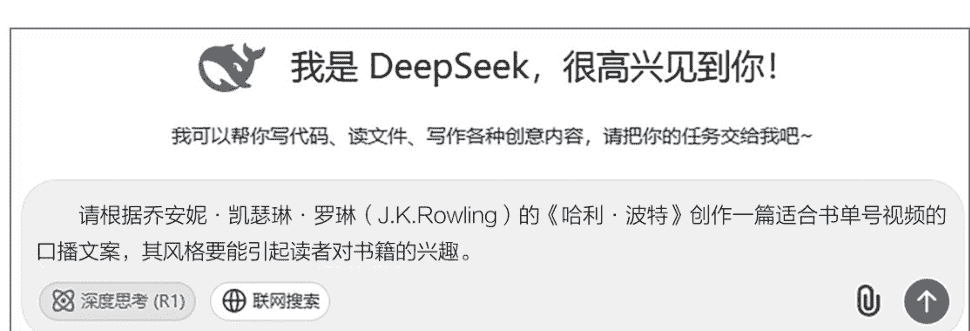 我是 DeepSeek，很高兴见到你！
我可以帮你写代码、读文件、写作各种创意内容，请把你的任务交给我吧~
请根据乔安妮·凯瑟琳·罗琳（J.K.Rowling）的《哈利·波特》创作一篇适合书单号视频的
口播文案，其风格要能引起读者对书籍的兴趣。
深度思考 (R1) 联网搜索